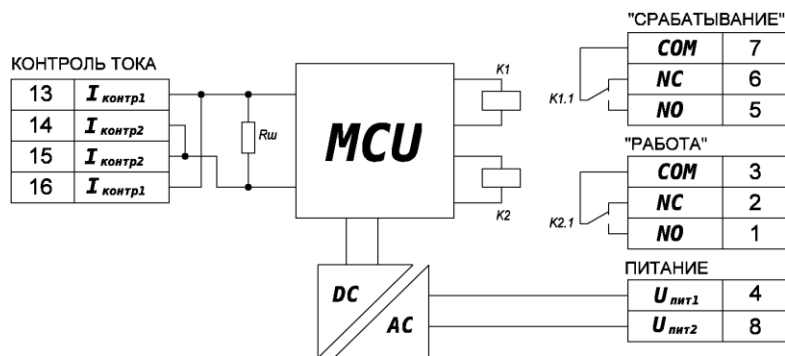 "СРАБАТЫВАНИЕ"
COM 7
NC 6
NO 5
K1
K1.1
КОНТРОЛЬ ТОКА
13 I контр1
14 I контр2
15 I контр2
16 I контр1
Rш
MCU
K2
"РАБОТА"
COM 3
NC 2
NO 1
K2.1
DC
AC
ПИТАНИЕ
U пит1 4
U пит2 8